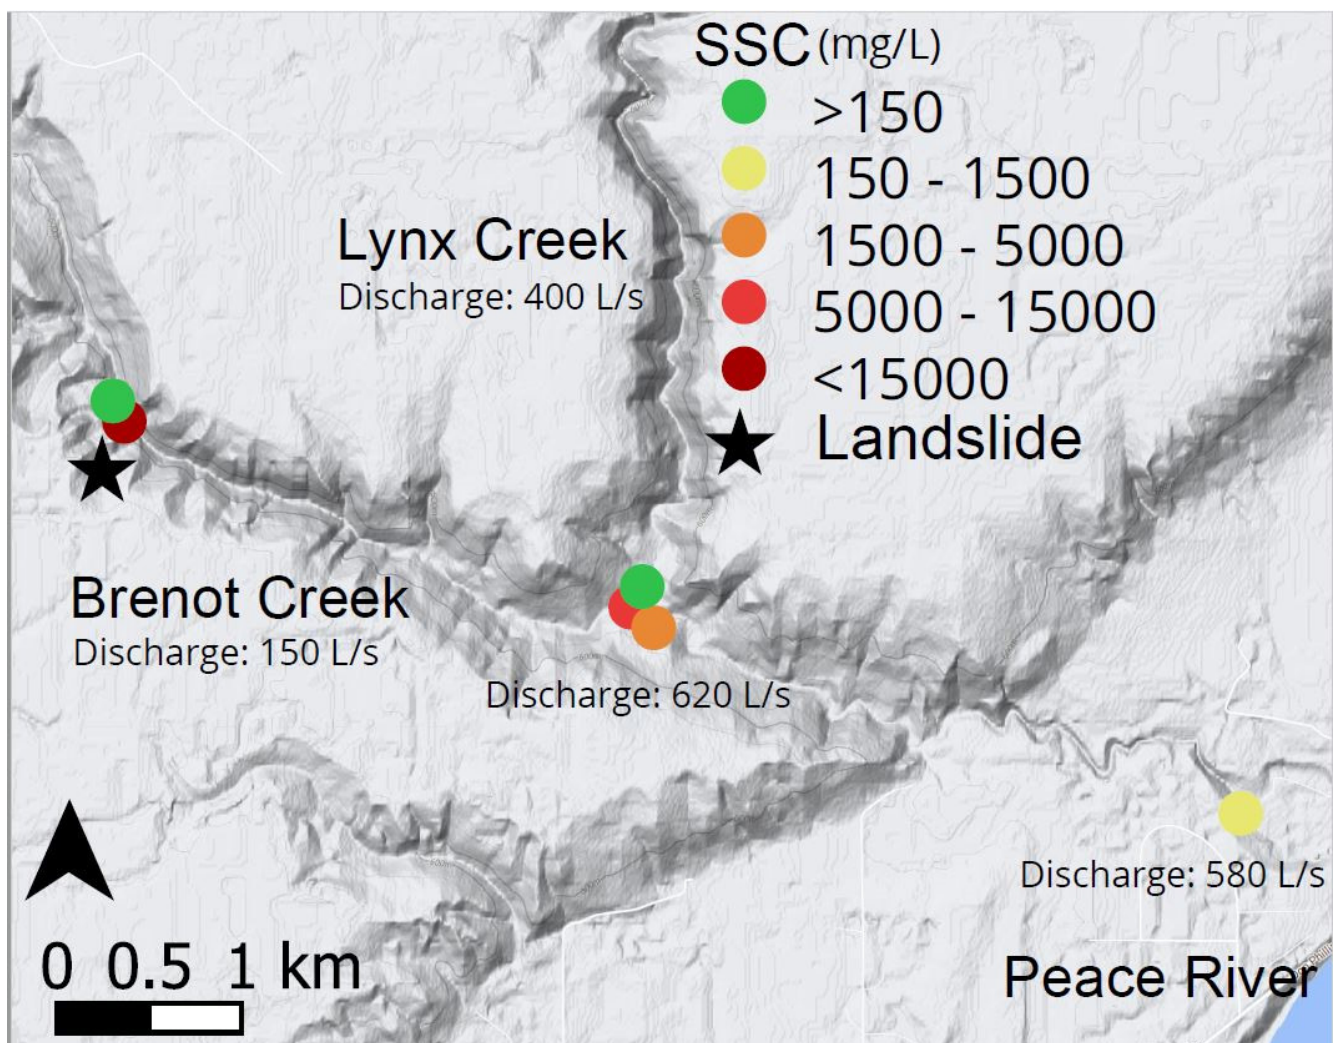 SSC (mg/L)
>150
150 - 1500
1500 - 5000
5000 - 15000
<15000
Landslide
Lynx Creek
Discharge: 400 L/s
Brenot Creek
Discharge: 150 L/s
Discharge: 620 L/s
Discharge: 580 L/s
Peace River
0 0.5 1 km